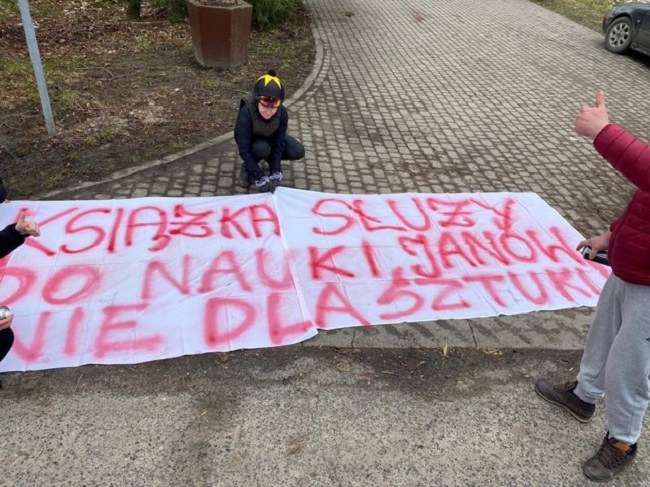 KSIĄŻKA SŁUŻY
DO NAUKI, JANÓW
NIE DLA SZTUKI